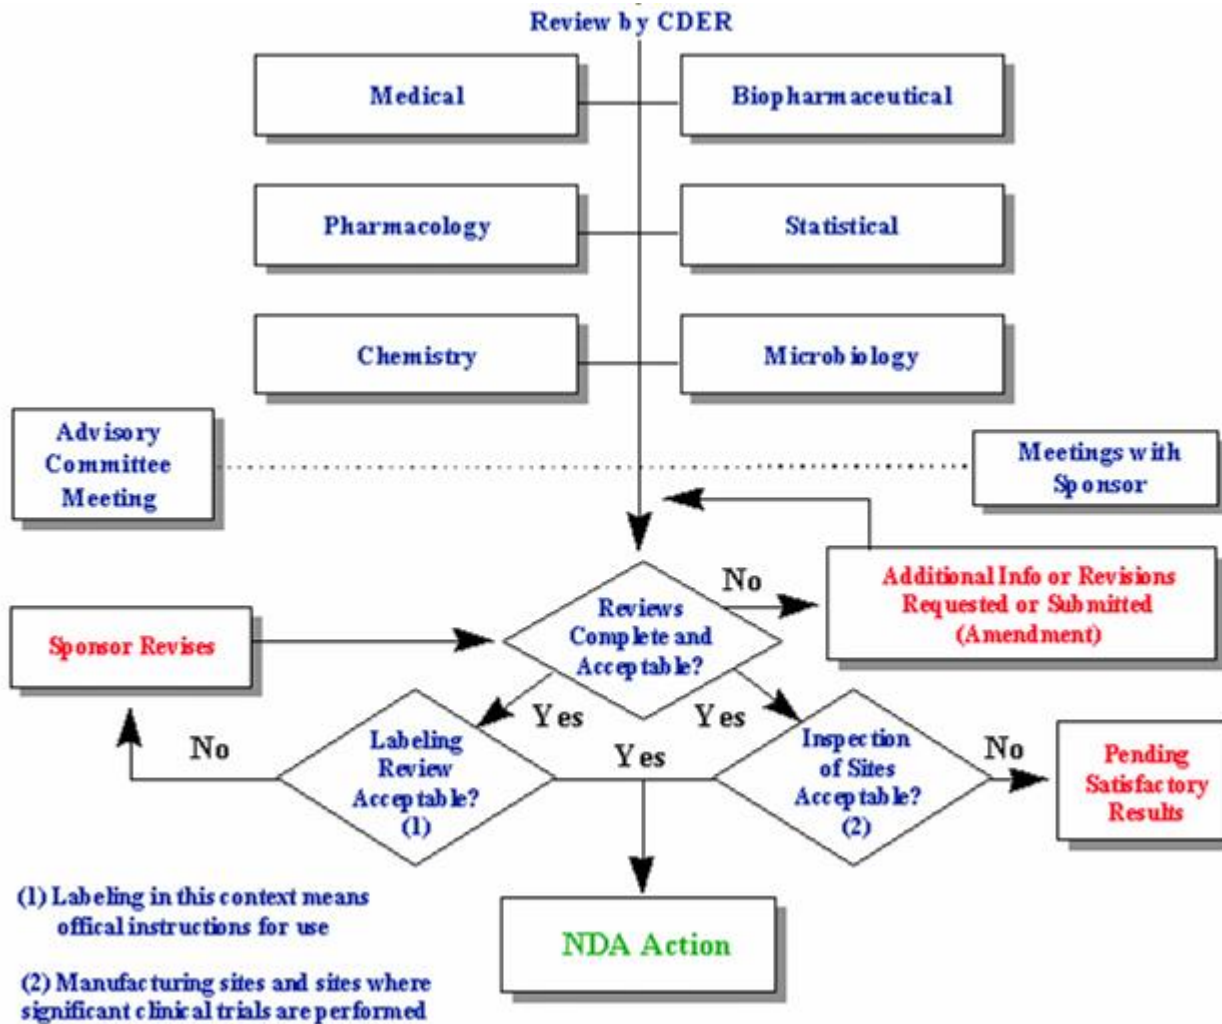 Review by CDER
Medical
Biopharmaceutical
Pharmacology
Statistical
Chemistry
Microbiology
Advisory
Committee
Meeting
Meetings with
Sponsor
No
Additional Info or Revisions
Requested or Submitted
(Amendment)
Reviews
Complete and
Acceptable?
Sponsor Revises
Yes
Yes
No
Labeling
Review
Acceptable?
(1)
Yes
Inspection
of Sites
Acceptable?
(2)
No
Pending
Satisfactory
Results
NDA Action
(1) Labeling in this context means
offical instructions for use
(2) Manufacturing sites and sites where
significant clinical trials are performed